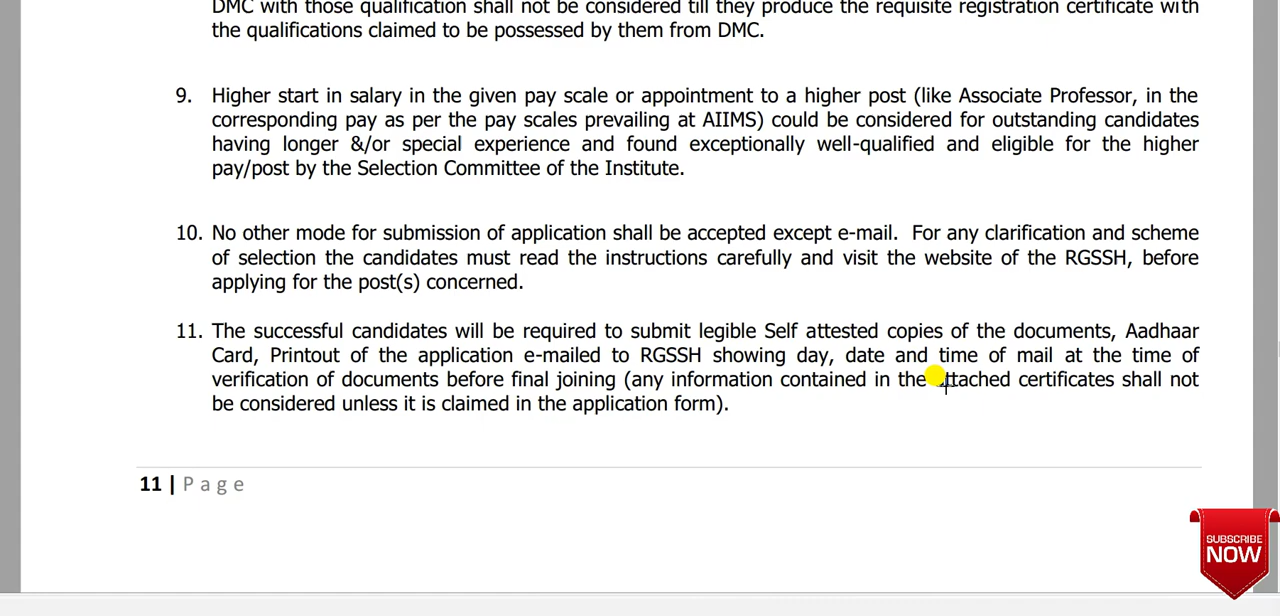 DMC with those qualification shall not be considered till they produce the requisite registration certificate with
the qualifications claimed to be possessed by them from DMC.
9. Higher start in salary in the given pay scale or appointment to a higher post (like Associate Professor, in the
corresponding pay as per the pay scales prevailing at AIIMS) could be considered for outstanding candidates
having longer &/or special experience and found exceptionally well-qualified and eligible for the higher
pay/post by the Selection Committee of the Institute.
10. No other mode for submission of application shall be accepted except e-mail. For any clarification and scheme
of selection the candidates must read the instructions carefully and visit the website of the RGSSH, before
applying for the post(s) concerned.
11. The successful candidates will be required to submit legible Self attested copies of the documents, Aadhaar
Card, Printout of the application e-mailed to RGSSH showing day, date and time of mail at the time of
verification of documents before final joining (any information contained in the attached certificates shall not
be considered unless it is claimed in the application form).
11 | Page
SUBSCRIBE
NOW